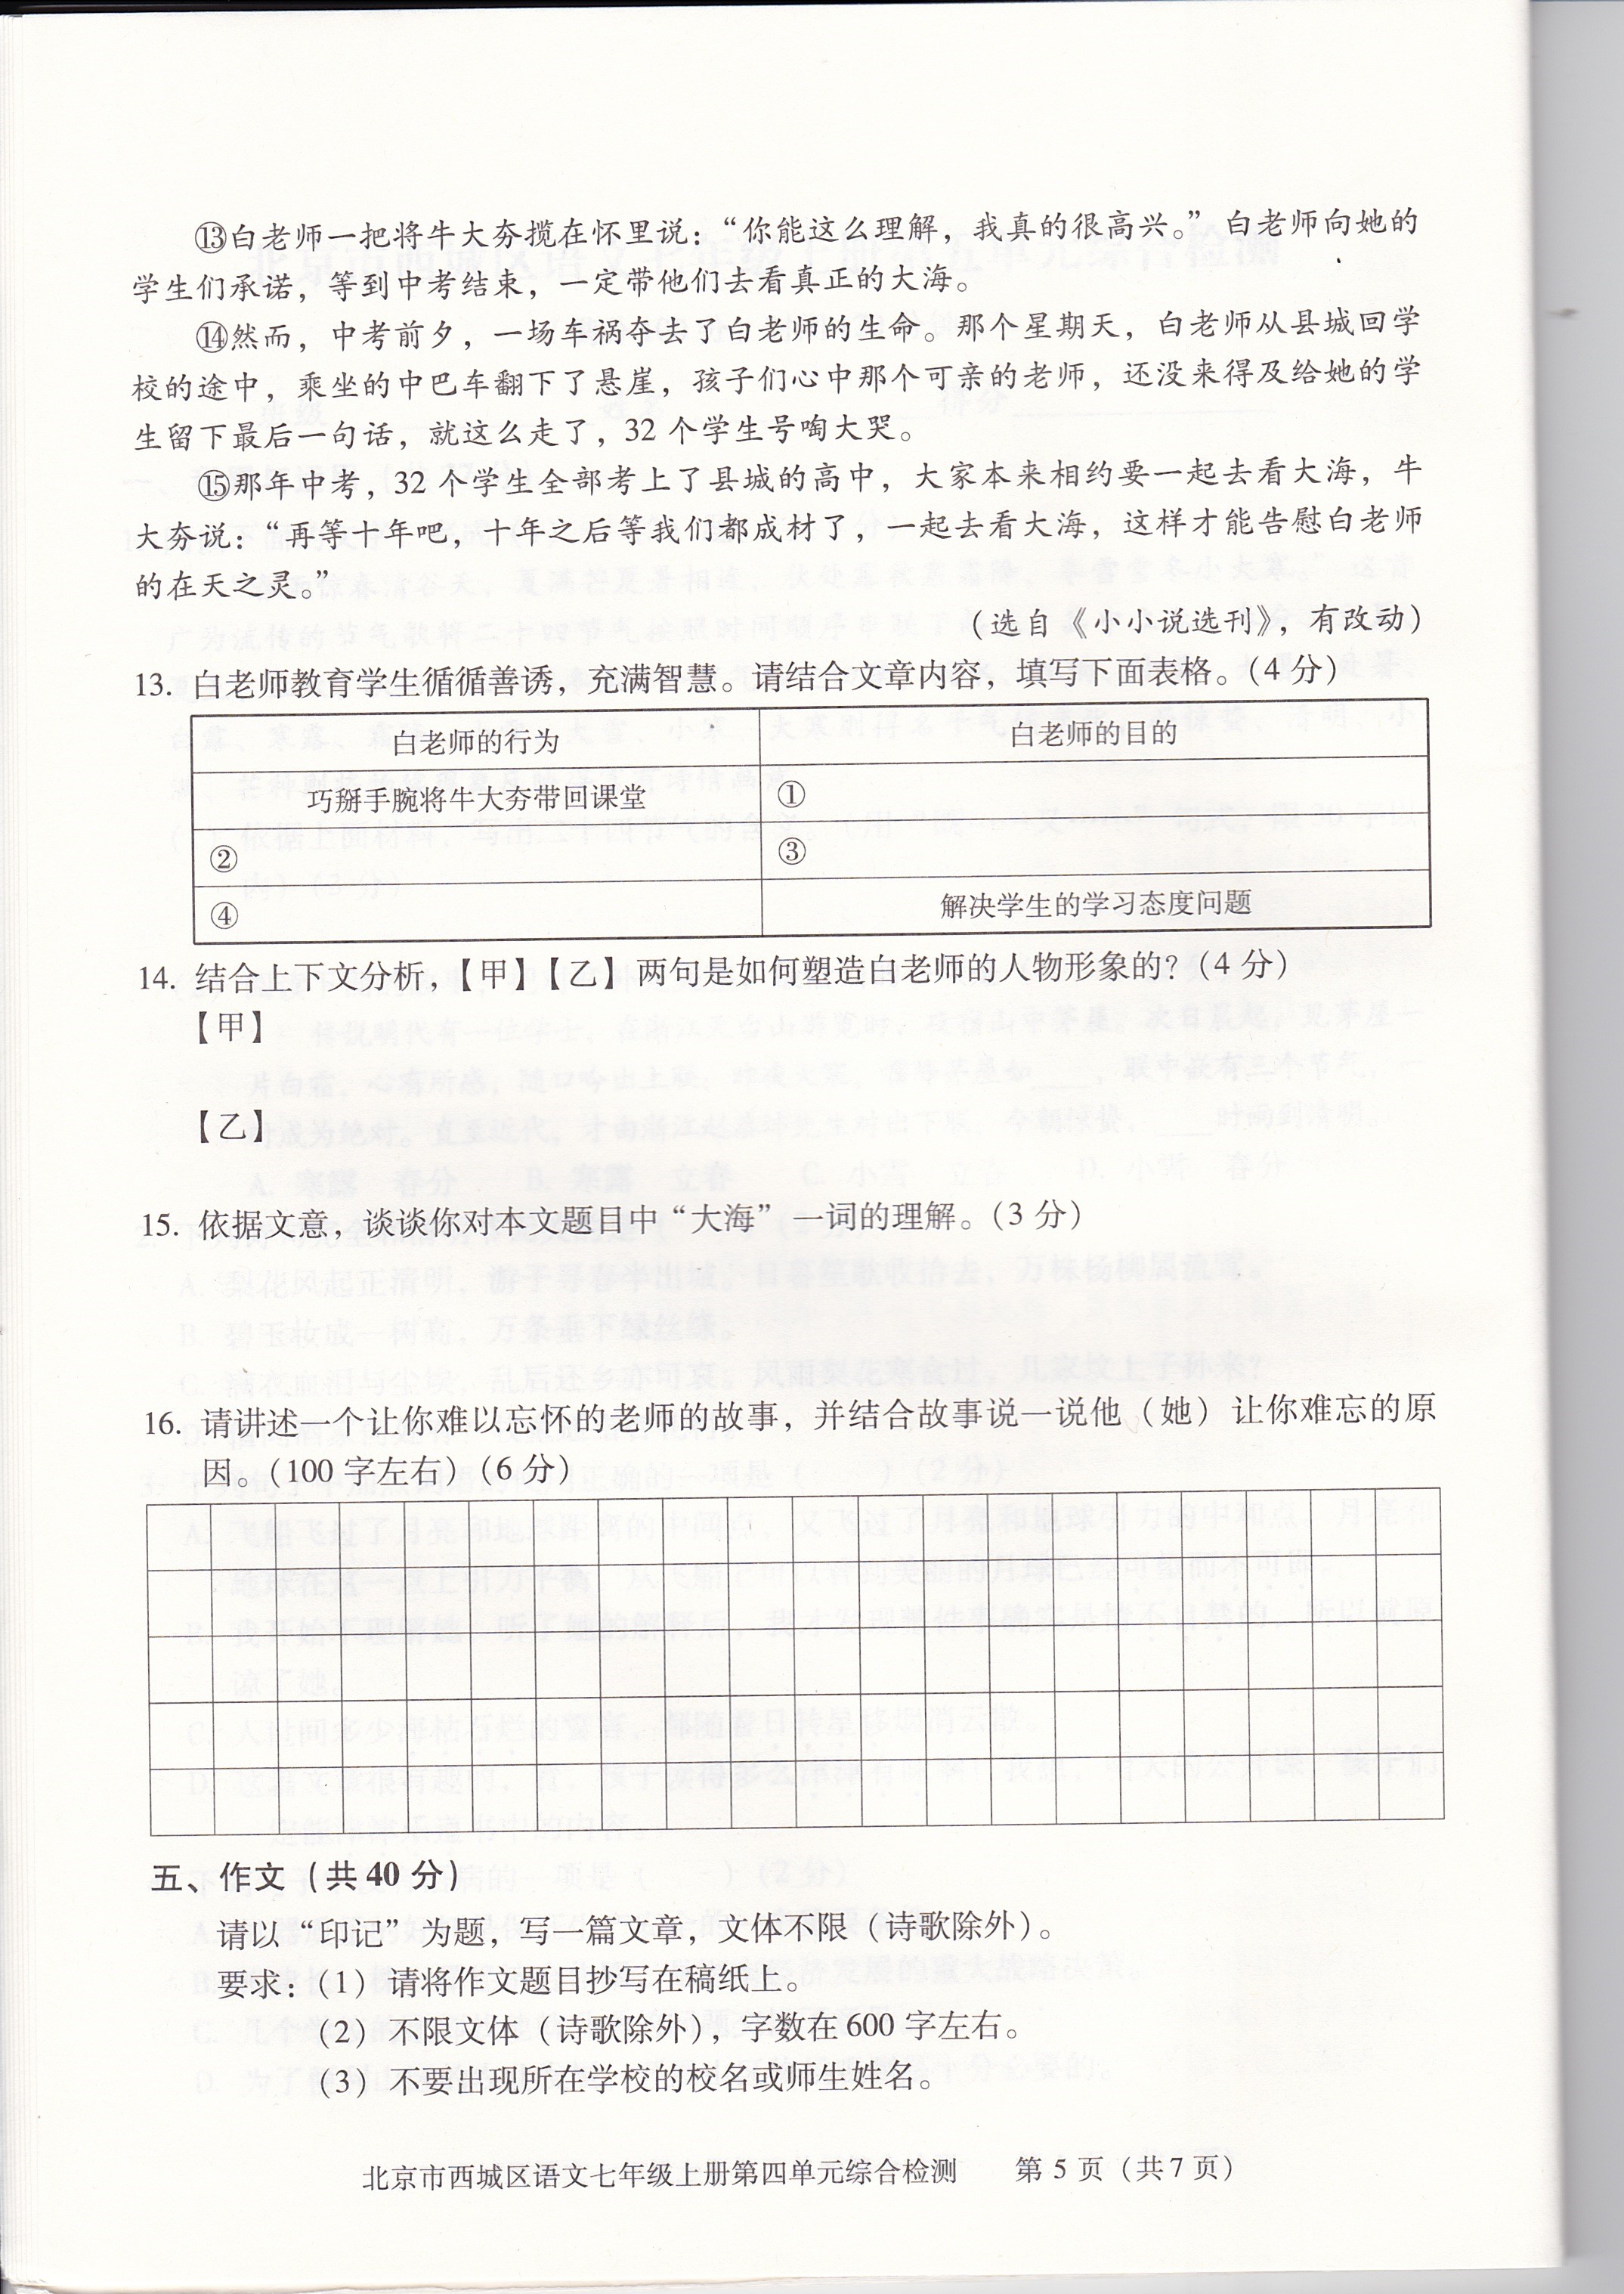 ⑬白老师一把将牛大夯揽在怀里说：“你能这么理解，我真的很高兴。”白老师向她的
学生们承诺，等到中考结束，一定带他们去看真正的大海。
⑭然而，中考前夕，一场车祸夺去了白老师的生命。那个星期天，白老师从县城回学
校的途中，乘坐的中巴车翻下了悬崖，孩子们心中那个可亲的老师，还没来得及给她的学
生留下最后一句话，就这么走了，32 个学生号啕大哭。
⑮那年中考，32 个学生全部考上了县城的高中，大家本来相约要一起去看大海，牛
大夯说：“再等十年吧，十年之后等我们都成材了，一起去看大海，这样才能告慰白老师
的在天之灵。”
（选自《小小说选刊》，有改动）
13. 白老师教育学生循循善诱，充满智慧。请结合文章内容，填写下面表格。（4 分）
白老师的行为 白老师的目的
巧掰手腕将牛大夯带回课堂 ①
② ③
④ 解决学生的学习态度问题
14. 结合上下文分析，【甲】【乙】两句是如何塑造白老师的人物形象的？（4 分）
【甲】
【乙】
15. 依据文意，谈谈你对本文题目中“大海”一词的理解。（3 分）
16. 请讲述一个让你难以忘怀的老师的故事，并结合故事说一说他（她）让你难忘的原
因。（100 字左右）（6 分）
五、作文（共 40 分）
请以“印记”为题，写一篇文章，文体不限（诗歌除外）。
要求：（1）请将作文题目抄写在稿纸上。
（2）不限文体（诗歌除外），字数在 600 字左右。
（3）不要出现所在学校的校名或师生姓名。
北京市西城区语文七年级上册第四单元综合检测 第 5 页（共 7 页）